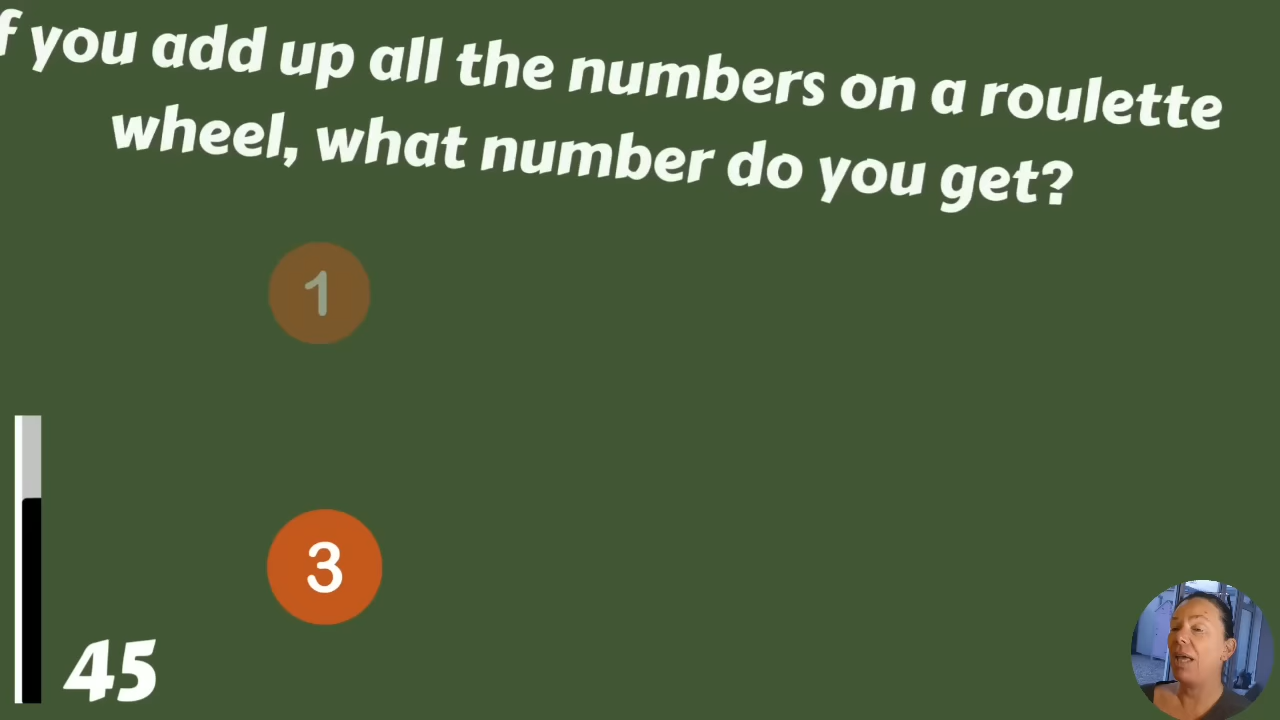 f you add up all the numbers on a roulette
wheel, what number do you get?
1
3
45